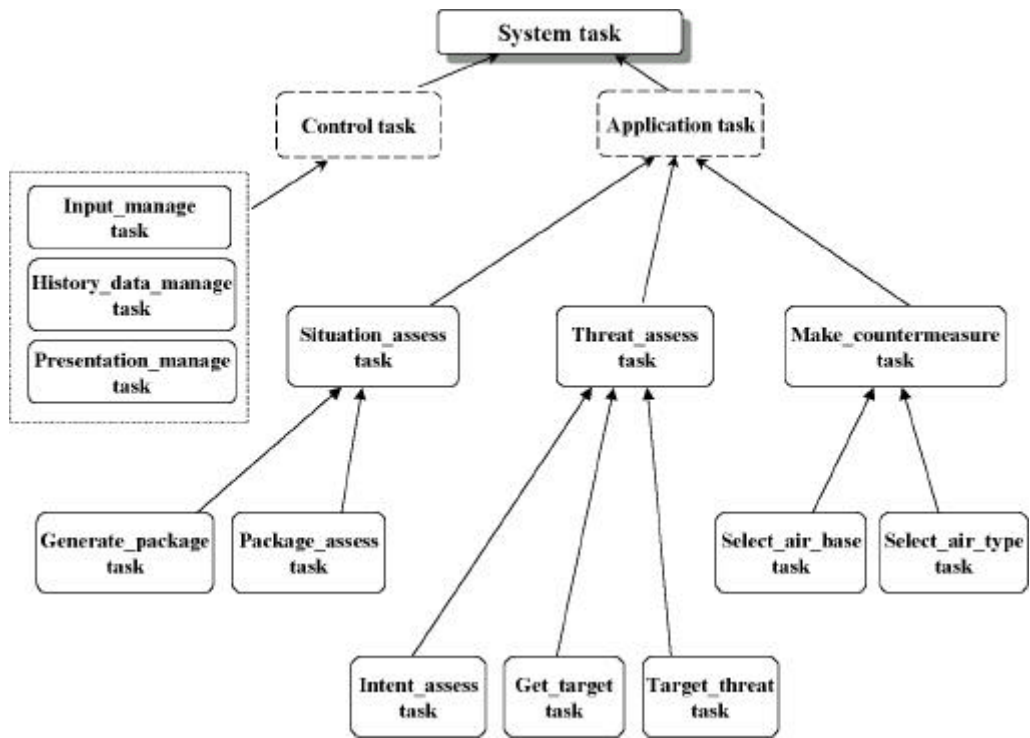 System task
Control task
Application task
Input_manage
task
History_data_manage
task
Presentation_manage
task
Situation_assess
task
Threat_assess
task
Make_countermeasure
task
Generate_package
task
Package_assess
task
Select_air_base
task
Select_air_type
task
Intent_assess
task
Get_target
task
Target_threat
task